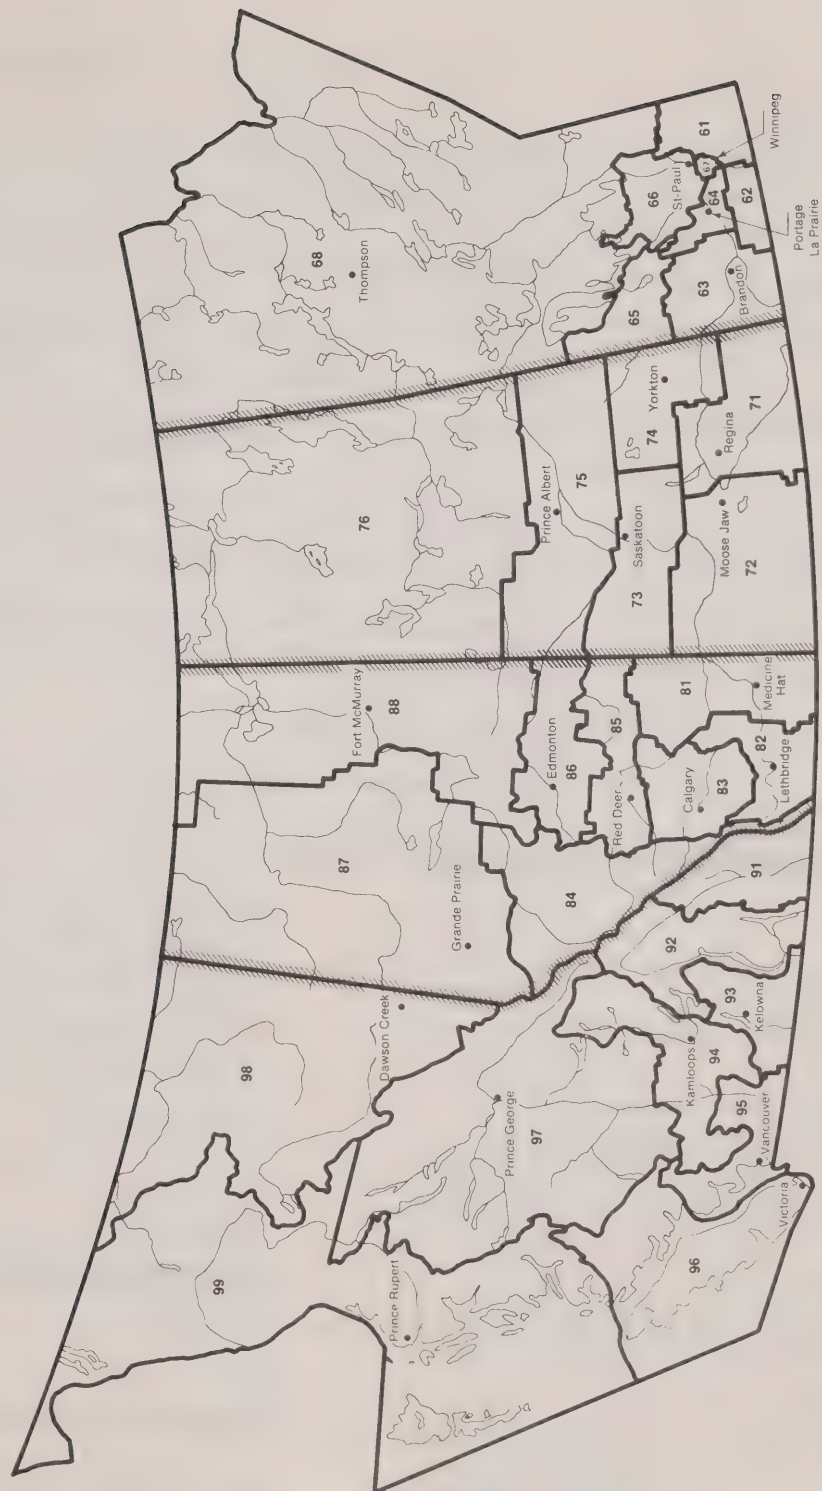 99
98
Prince Rupert
97
Prince George
Dawson Creek
96
Victoria
Vancouver
95
94
Kamloops
93
Kelowna
92
91
87
Grande Prairie
84
88
Fort McMurray
86
Edmonton
85
Red Deer
Calgary
83
82
Lethbridge
81
Medicine
Hat
76
75
Prince Albert
73
Saskatoon
74
Yorkton
72
Moose Jaw
71
Regina
68
Thompson
65
66
63
Brandon
64
St-Paul
67
61
62
Portage
La Prairie
Winnipeg